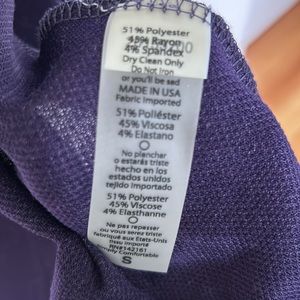 51% Polyester
45% Rayon
4% Spandex
Dry Clean Only
Do Not Iron
or you'll be sad
MADE IN USA
Fabric Imported
51% Poliéster
45% Viscosa
4% Elastano
No planchar
o estarás triste
hecho en los
estados unidos
tejido importado
51% Polyester
45% Viscose
4% Elasthanne
Ne pas repasser
ou vous serez triste
fabriqué aux Etats-Unis
tissu importé
RN#142161
Simply Comfortable
S